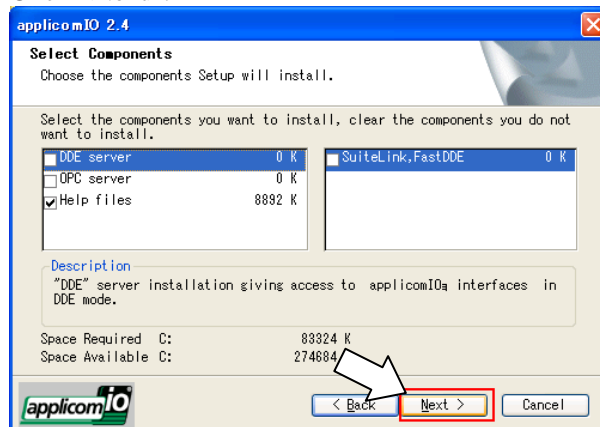 applicomIO 2.4
Select Components
Choose the components Setup will install.
Select the components you want to install, clear the components you do not
want to install.
DDE server 0 K
OPC server 0 K
Help files 8892 K
SuiteLink,FastDDE 0 K
Description
"DDE" server installation giving access to applicomIO interfaces in
DDE mode.
Space Required C: 83324 K
Space Available C: 274684
applicom IO
< Back
Next >
Cancel